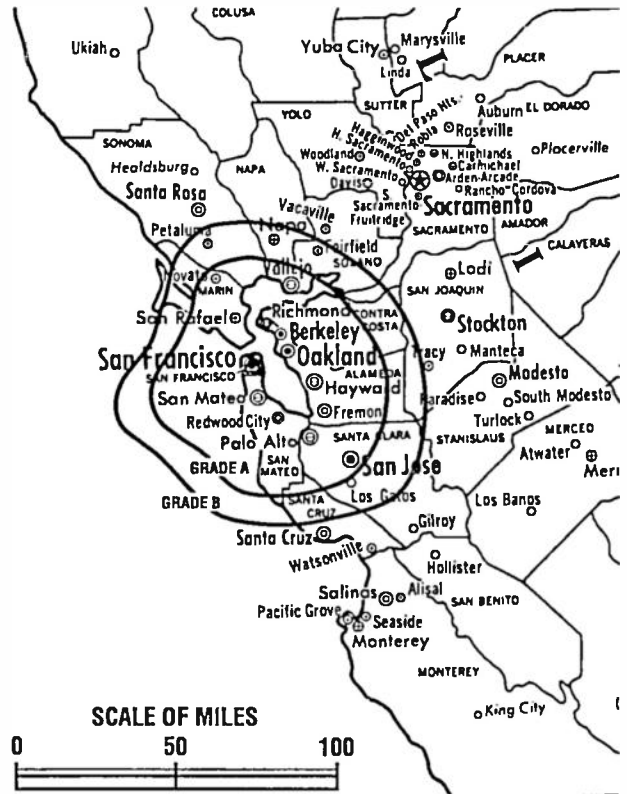 COLUSA
Ukiah
Yuba City
Marysville
Linda
PLACER
SUTTER
YOLO
Del Paso Hts.
Hagenwood-Robla
Auburn
EL DORADO
Roseville
SONOMA
NAPA
N. Highlands
Placerville
Healdsburg
Woodland
N. Sacramento
Carmichael
W. Sacramento
Arden-Arcade
Davis
Rancho-Cordova
Santa Rosa
S.
Sacramento
Fruitridge
Sacramento
Vacaville
Petaluma
Napa
SACRAMENTO
AMADOR
Fairfield
SOLANO
CALAVERAS
Vallejo
Lodi
Novato
MARIN
SAN JOAQUIN
San Rafael
Richmond
CONTRA
COSTA
Stockton
Berkeley
Oakland
San Francisco
Tracy
Manteca
SAN FRANCISCO
ALAMEDA
Hayward
Modesto
San Mateo
Paradise
South Modesto
Redwood City
Fremon
Turlock
Palo Alto
SANTA CLARA
STANISLAUS
MERCED
GRADE A
SAN
MATEO
San Jose
Atwater
Mer
GRADE B
Los Gatos
SANTA
CRUZ
Los Banos
Gilroy
Santa Cruz
Watsonville
Hollister
Salinas
Alisal
SAN BENITO
Pacific Grove
Seaside
Monterey
MONTEREY
King City
SCALE OF MILES
0 50 100